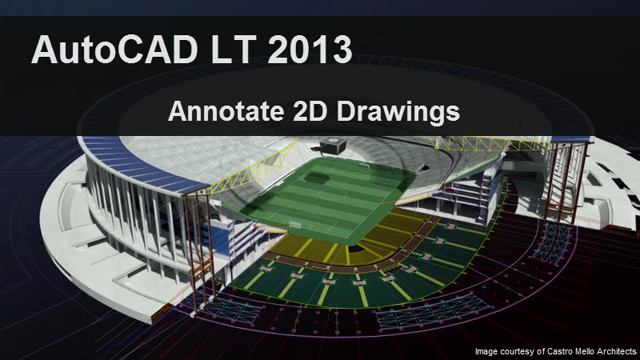 AutoCAD LT 2013
Annotate 2D Drawings
Image courtesy of Castro Mello Architects